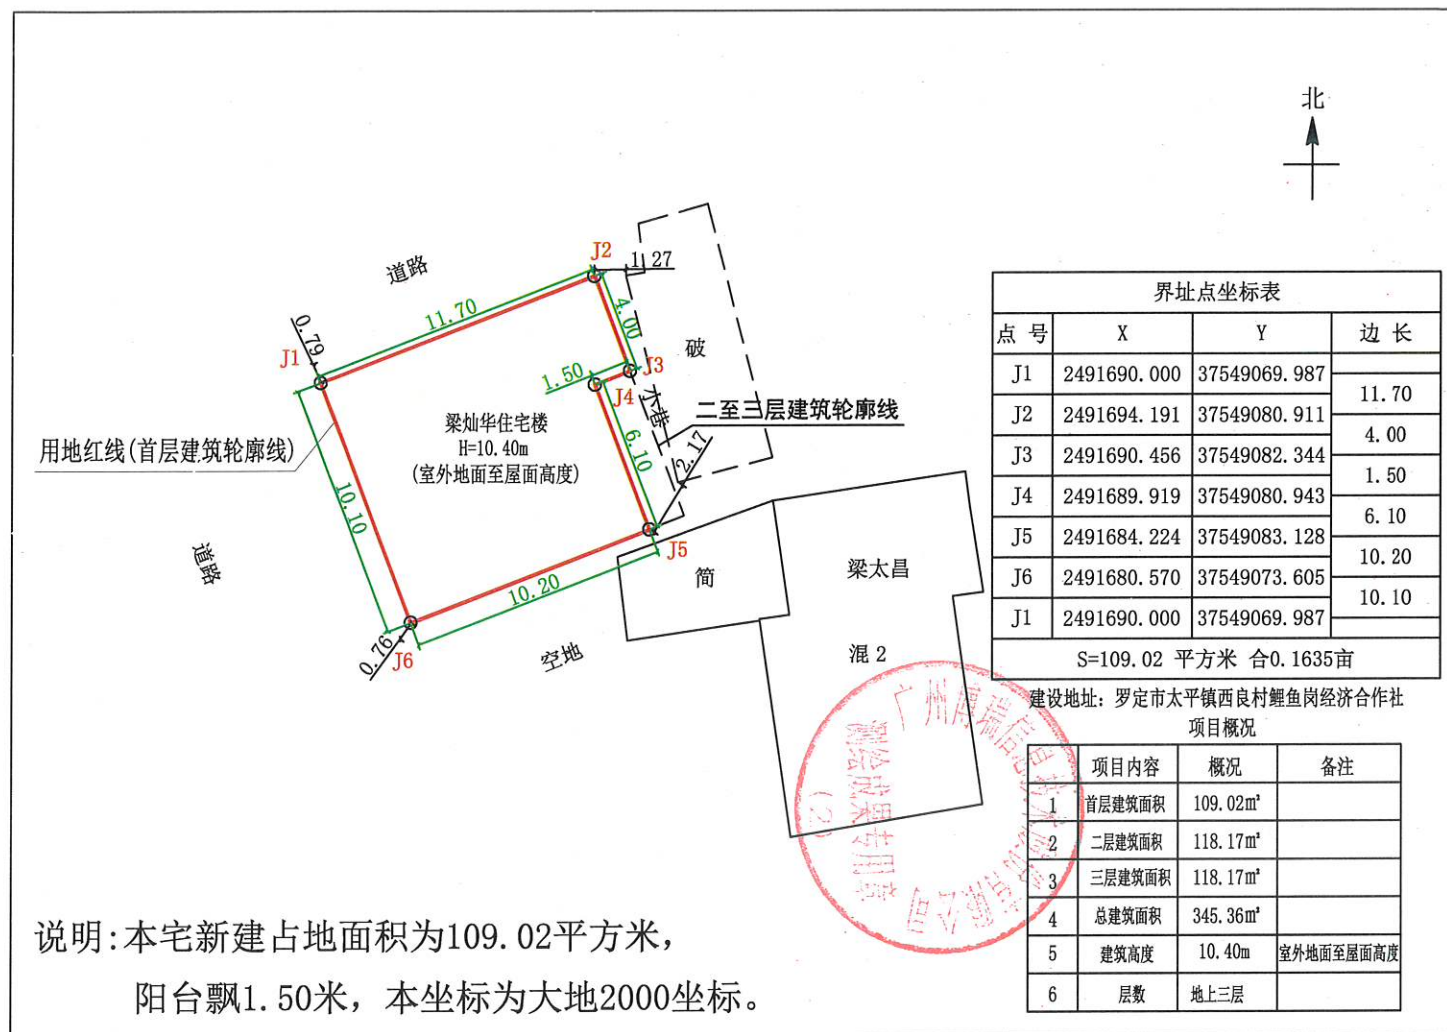 北
道路
J2
1.27
11.70
0.79
J1
4.00
破
J3
1.50
J4
小巷
二至三层建筑轮廓线
梁灿华住宅楼
H=10.40m
(室外地面至屋面高度)
用地红线(首层建筑轮廓线)
6.10
2.17
10.10
J5
道路
10.20
简
梁太昌
0.76
J6
空地
混 2
界址点坐标表
点 号 X Y 边 长
J1 2491690.000 37549069.987
11.70
J2 2491694.191 37549080.911
4.00
J3 2491690.456 37549082.344
1.50
J4 2491689.919 37549080.943
6.10
J5 2491684.224 37549083.128
10.20
J6 2491680.570 37549073.605
10.10
J1 2491690.000 37549069.987
S=109.02 平方米 合0.1635亩
建设地址: 罗定市太平镇西良村鲤鱼岗经济合作社
项目概况
项目内容 概况 备注
1 首层建筑面积 109.02m²
2 二层建筑面积 118.17m²
3 三层建筑面积 118.17m²
4 总建筑面积 345.36m²
5 建筑高度 10.40m 室外地面至屋面高度
6 层数 地上三层
测绘成果专用章
(2)
说明:本宅新建占地面积为109.02平方米，
阳台飘1.50米，本坐标为大地2000坐标。